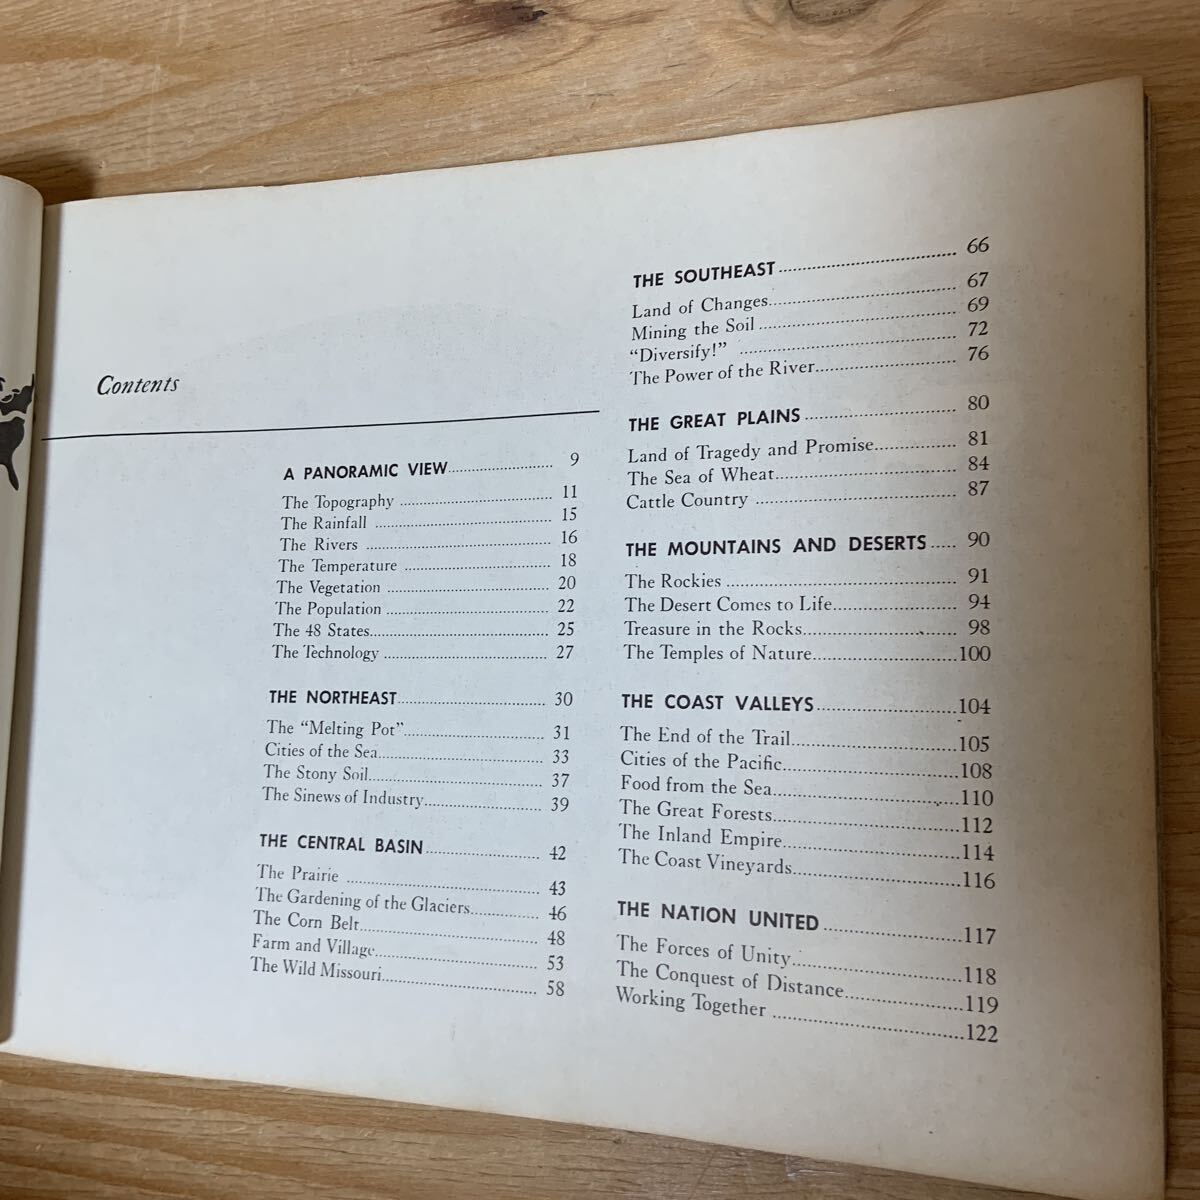 Contents
A PANORAMIC VIEW........................ 9
The Topography ........................ 11
The Rainfall ........................ 15
The Rivers ........................ 16
The Temperature ........................ 18
The Vegetation ........................ 20
The Population ........................ 22
The 48 States........................ 25
The Technology ........................ 27
THE NORTHEAST........................ 30
The "Melting Pot"........................ 31
Cities of the Sea........................ 33
The Stony Soil........................ 37
The Sinews of Industry........................ 39
THE CENTRAL BASIN........................ 42
The Prairie ........................ 43
The Gardening of the Glaciers............... 46
The Corn Belt........................ 48
Farm and Village........................ 53
The Wild Missouri........................ 58
THE SOUTHEAST........................ 66
Land of Changes........................ 67
Mining the Soil ........................ 69
"Diversify!" ........................ 72
The Power of the River........................ 76
THE GREAT PLAINS ........................ 80
Land of Tragedy and Promise............... 81
The Sea of Wheat........................ 84
Cattle Country ........................ 87
THE MOUNTAINS AND DESERTS..... 90
The Rockies ........................ 91
The Desert Comes to Life........................ 94
Treasure in the Rocks........................ 98
The Temples of Nature........................100
THE COAST VALLEYS........................104
The End of the Trail........................105
Cities of the Pacific........................108
Food from the Sea........................110
The Great Forests........................112
The Inland Empire........................114
The Coast Vineyards........................116
THE NATION UNITED........................117
The Forces of Unity........................118
The Conquest of Distance........................119
Working Together ........................122